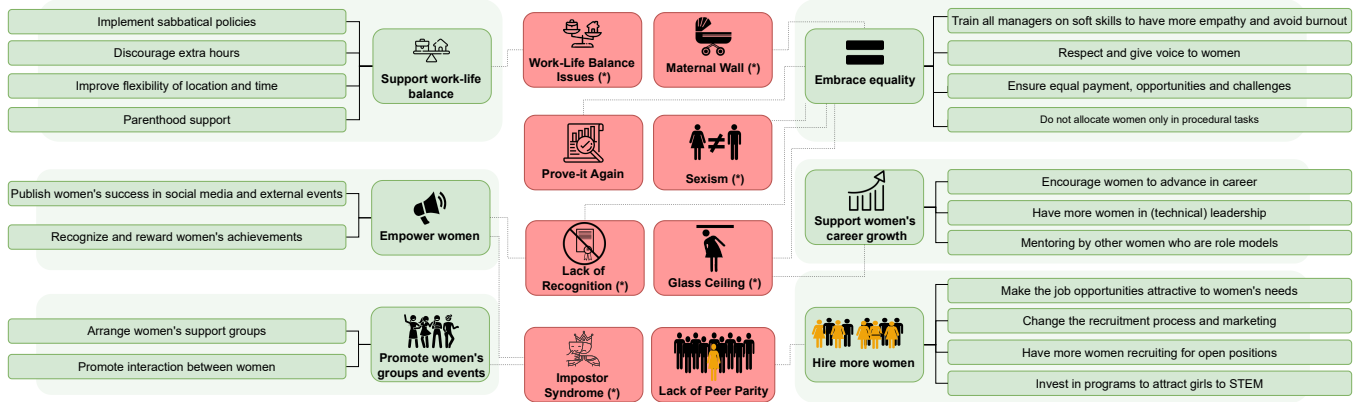 Implement sabbatical policies
Discourage extra hours
Improve flexibility of location and time
Parenthood support
Support work-life
balance
Publish women's success in social media and external events
Recognize and reward women's achievements
Empower women
Arrange women's support groups
Promote interaction between women
Promote women's
groups and events
Work-Life Balance
Issues (*)
Maternal Wall (*)
Prove-it Again
Sexism (*)
Lack of
Recognition (*)
Glass Ceiling (*)
Impostor
Syndrome (*)
Lack of Peer Parity
Embrace equality
Train all managers on soft skills to have more empathy and avoid burnout
Respect and give voice to women
Ensure equal payment, opportunities and challenges
Do not allocate women only in procedural tasks
Support women's
career growth
Encourage women to advance in career
Have more women in (technical) leadership
Mentoring by other women who are role models
Hire more women
Make the job opportunities attractive to women's needs
Change the recruitment process and marketing
Have more women recruiting for open positions
Invest in programs to attract girls to STEM